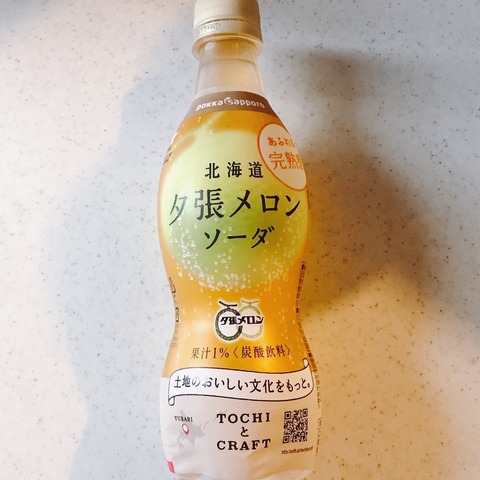 pokka sapporo
あふれる
完熟感
北海道
夕張メロン
ソーダ
夕張メロン
果汁1%〈炭酸飲料〉
土地のおいしい文化をもっと。
YUBARI
TOCHI
と
CRAFT